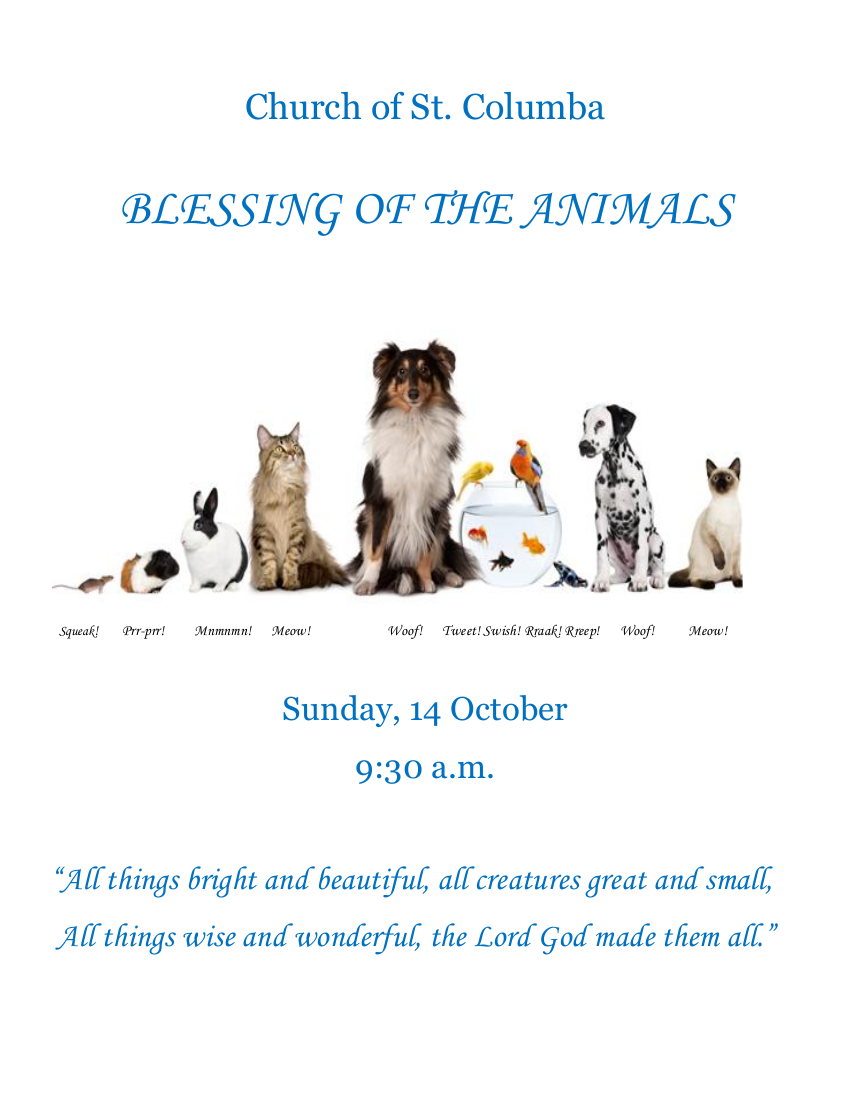 Church of St. Columba
BLESSING OF THE ANIMALS
Squeak! Prr-prr! Mnmnmn! Meow! Woof! Tweet! Swish! Rraak! Rreep! Woof! Meow!
Sunday, 14 October
9:30 a.m.
“All things bright and beautiful, all creatures great and small,
All things wise and wonderful, the Lord God made them all.”